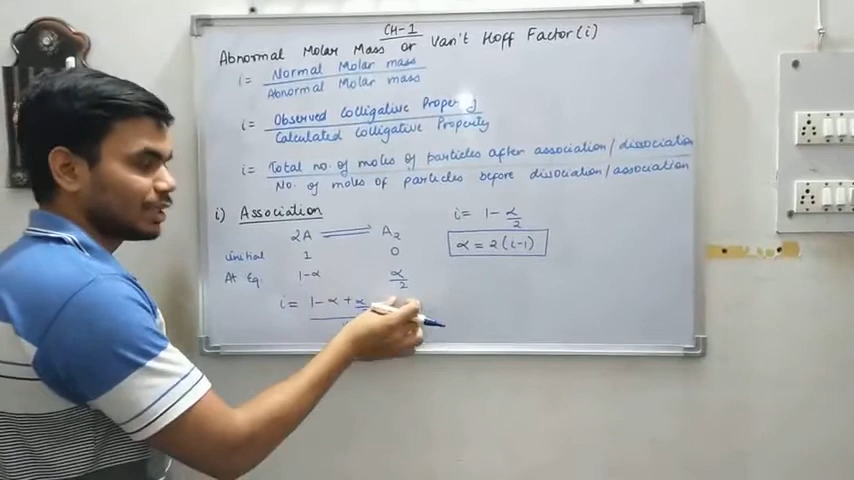 CH-1
Abnormal Molar Mass or Van't Hoff Factor(i)
i = Normal Molar Mass
Abnormal Molar Mass
i = Observed Colligative Property
Calculated Colligative Property
i = Total no. of moles of particles after association/dissociation
No. of moles of particles before dissociation/association
i) Association
2A ⇌ A₂
initial 1 0
At Eq. 1-α α/2
i = 1-α+α
i = 1-α/2
α = 2(i-1)